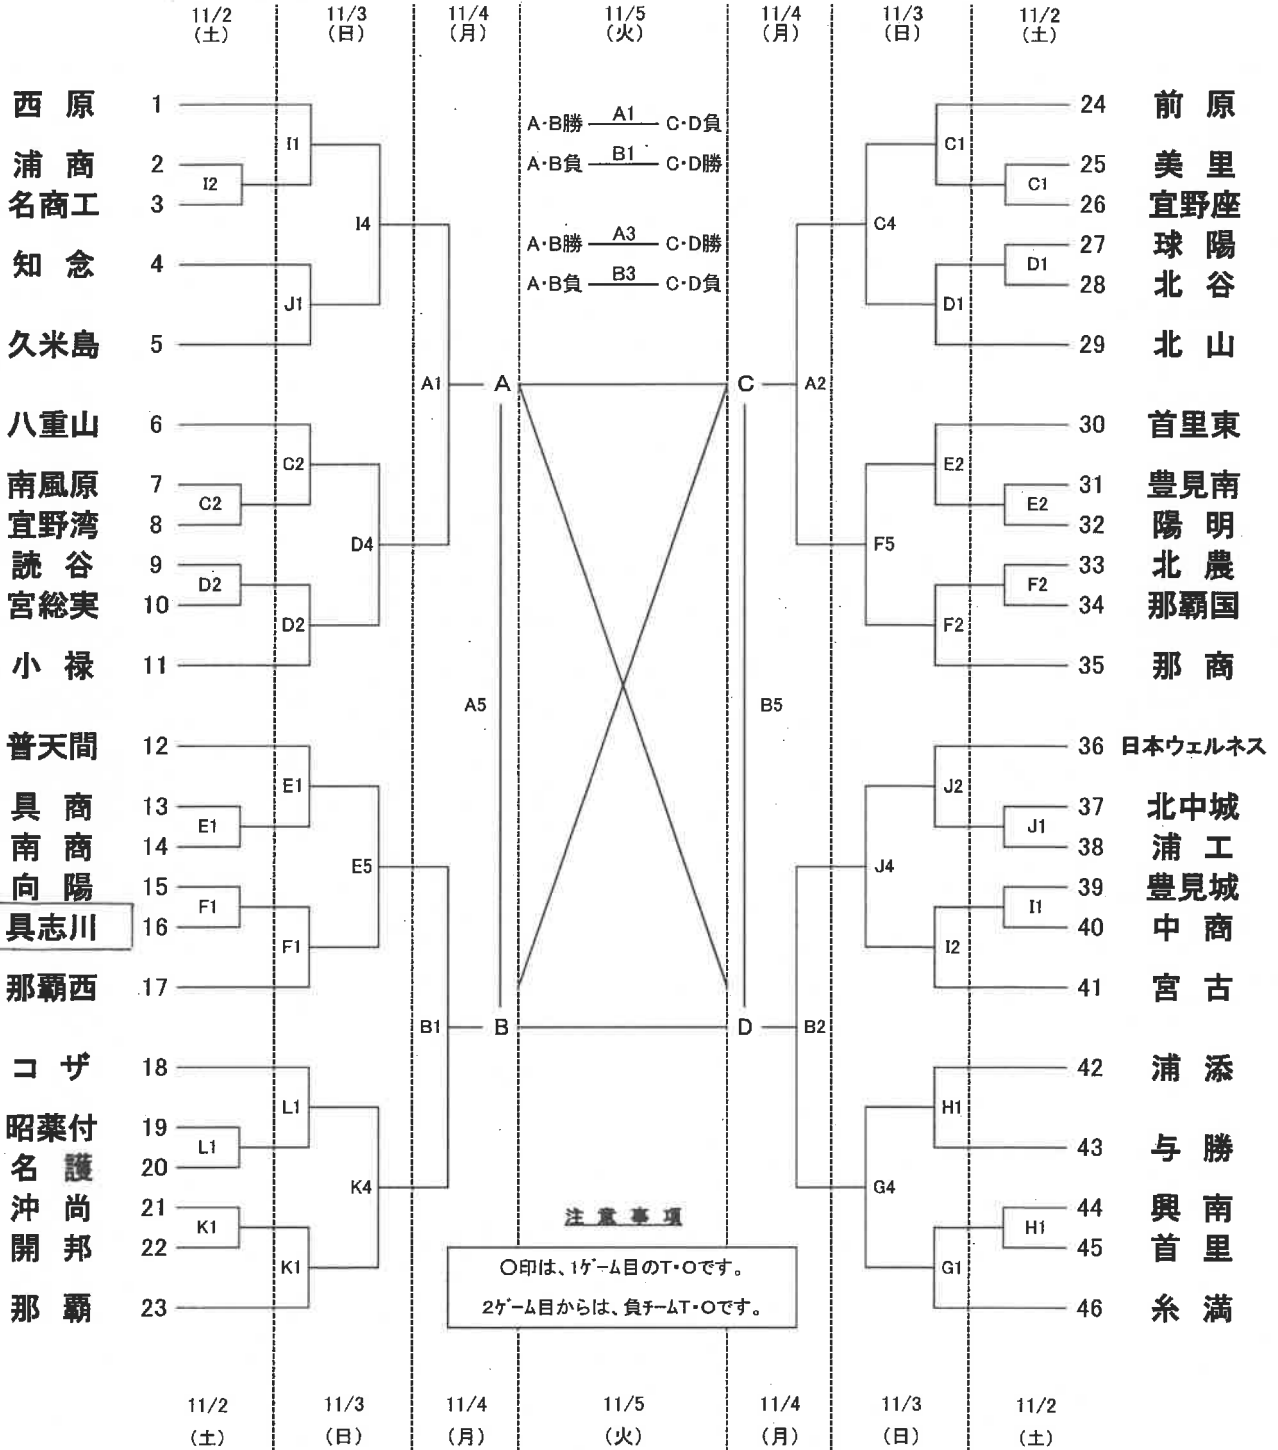 11/2 11/3 11/4 11/5 11/4 11/3 11/2
(土) (日) (月) (火) (月) (日) (土)
西原 1
I1
浦商 2
I2
名商工 3
I4
知念 4
J1
久米島 5
A1
八重山 6
C2
南風原 7
C2
宜野湾 8
D4
読谷 9
D2
宮総実 10
D2
小禄 11
普天間 12
E1
具商 13
E1
南商 14
E5
向陽 15
F1
具志川 16
F1
那覇西 17
B1
コザ 18
L1
昭薬付 19
L1
名護 20
K4
沖尚 21
K1
開邦 22
K1
那覇 23
A・B勝 A1 C・D負
A・B負 B1 C・D勝
A・B勝 A3 C・D勝
A・B負 B3 C・D負
A C
A5 B5
B D
注意事項
〇印は、1ゲーム目のT・Oです。
2ゲーム目からは、負チームT・Oです。
24 前原
C1
25 美里
C1
26 宜野座
C4
27 球陽
D1
28 北谷
D1
29 北山
A2
30 首里東
E2
31 豊見南
E2
32 陽明
F5
33 北農
F2
34 那覇国
F2
35 那商
36 日本ウェルネス
J2
37 北中城
J1
38 浦工
J4
39 豊見城
I1
40 中商
I2
41 宮古
B2
42 浦添
H1
43 与勝
G4
44 興南
H1
45 首里
G1
46 糸満
11/2 11/3 11/4 11/5 11/4 11/3 11/2
(土) (日) (月) (火) (月) (日) (土)